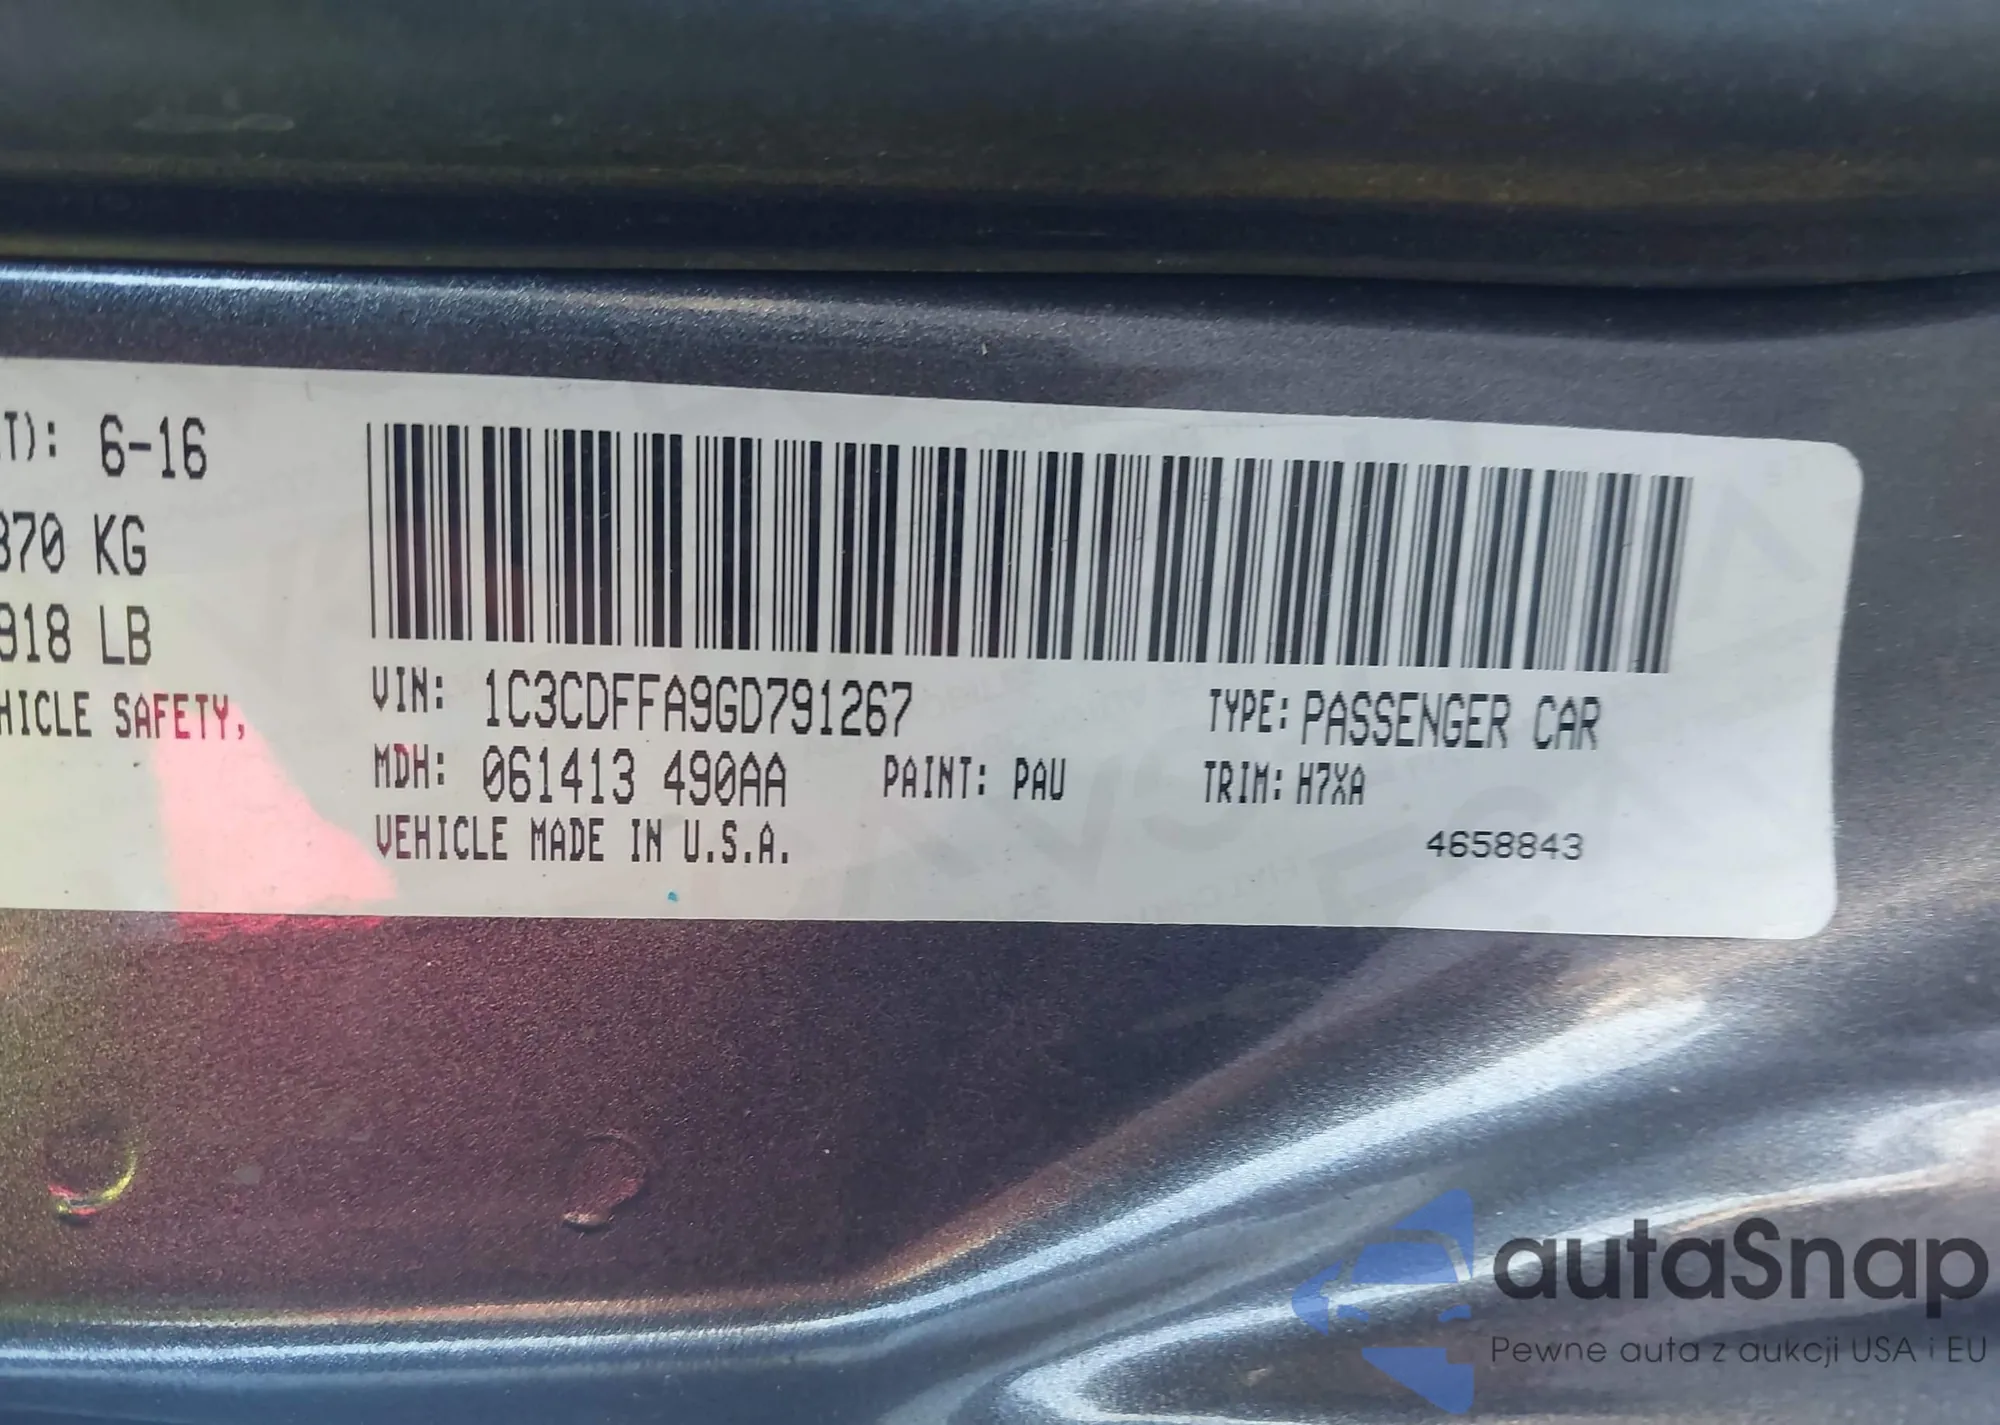 T): 6-16
870 KG
918 LB
HICLE SAFETY,
VIN: 1C3CDFFA9GD791267
TYPE: PASSENGER CAR
MDH: 061413 490AA
PAINT: PAU
TRIM: H7XA
VEHICLE MADE IN U.S.A.
4658843
autaSnap
Pewne auta z aukcji USA i EU